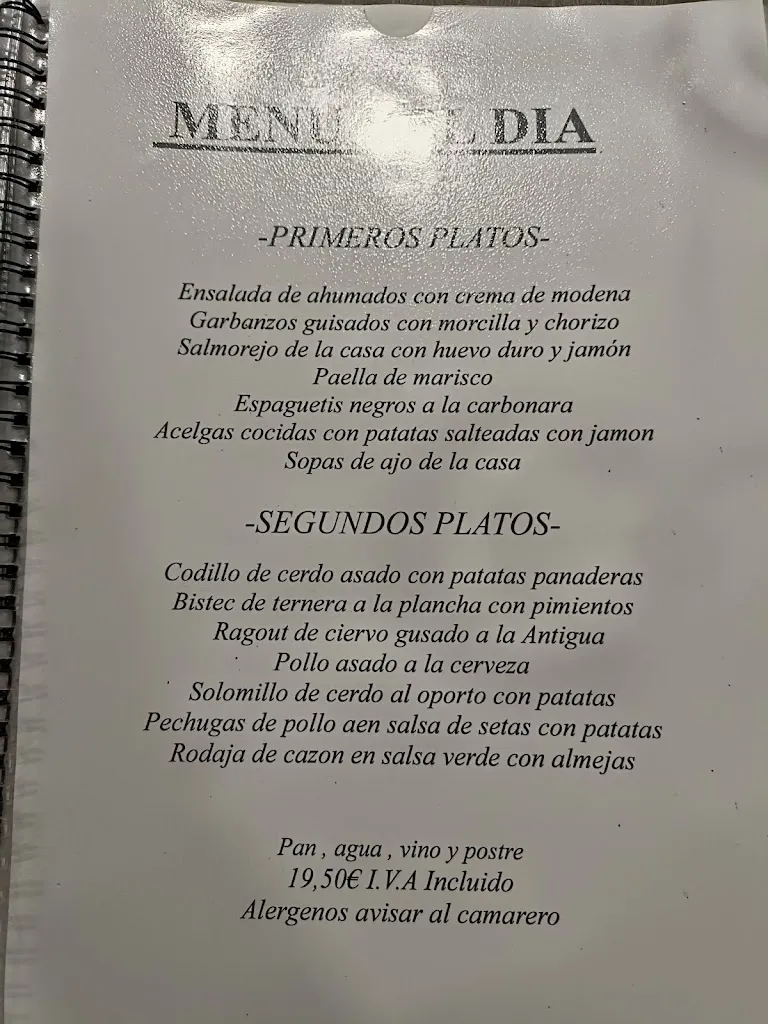 MENU DEL DIA
-PRIMEROS PLATOS-
Ensalada de ahumados con crema de modena
Garbanzos guisados con morcilla y chorizo
Salmorejo de la casa con huevo duro y jamón
Paella de marisco
Espaguetis negros a la carbonara
Acelgas cocidas con patatas salteadas con jamon
Sopas de ajo de la casa
-SEGUNDOS PLATOS-
Codillo de cerdo asado con patatas panaderas
Bistec de ternera a la plancha con pimientos
Ragout de ciervo gusado a la Antigua
Pollo asado a la cerveza
Solomillo de cerdo al oporto con patatas
Pechugas de pollo aen salsa de setas con patatas
Rodaja de cazon en salsa verde con almejas
Pan , agua , vino y postre
19,50€ I.V.A Incluido
Alergenos avisar al camarero